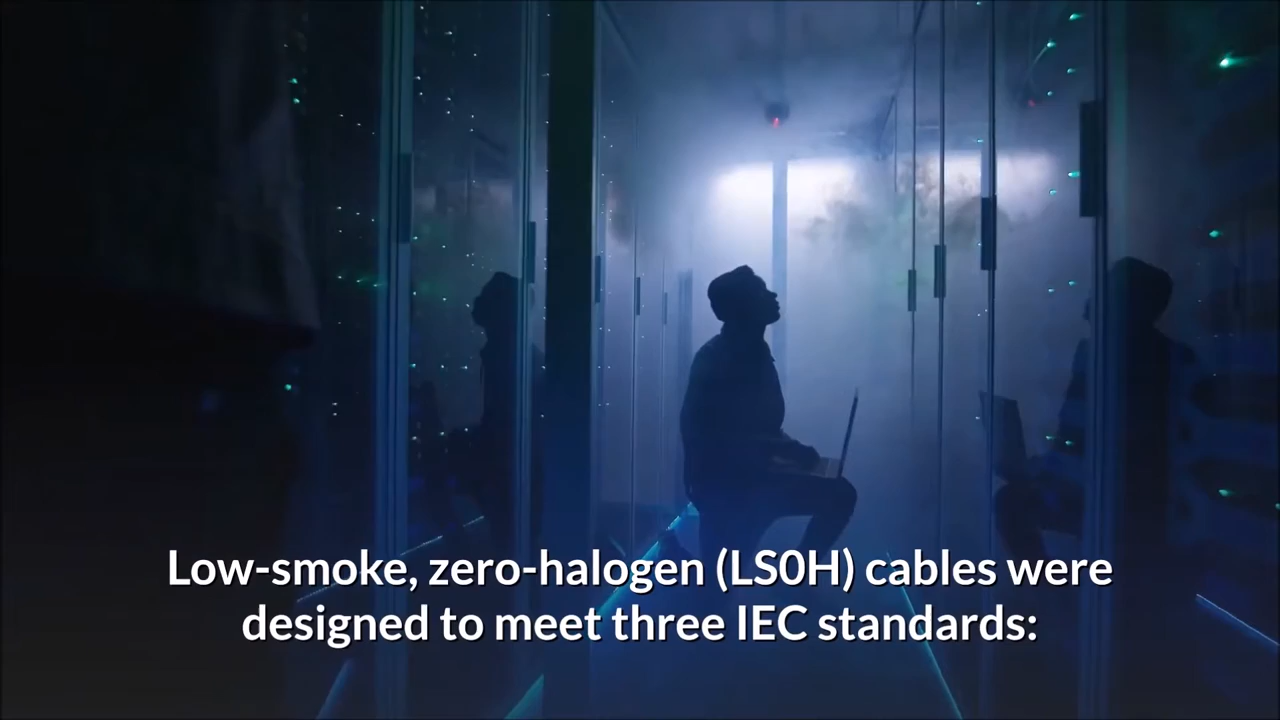 Low-smoke, zero-halogen (LS0H) cables were
designed to meet three IEC standards: